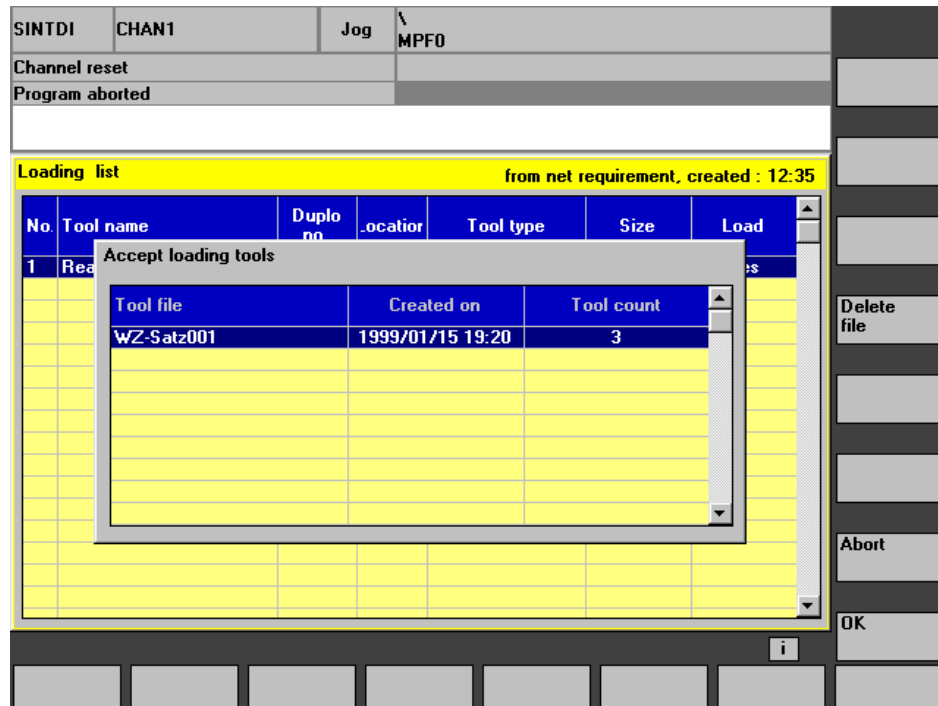 SINTDI CHAN1 Jog \
MPF0
Channel reset
Program aborted
Loading list from net requirement, created : 12:35
No. Tool name Duplo no. Tool type Size Load
1
Accept loading tools
Tool file Created on Tool count
WZ-Satz001 1999/01/15 19:20 3
Delete file
Abort
OK
i